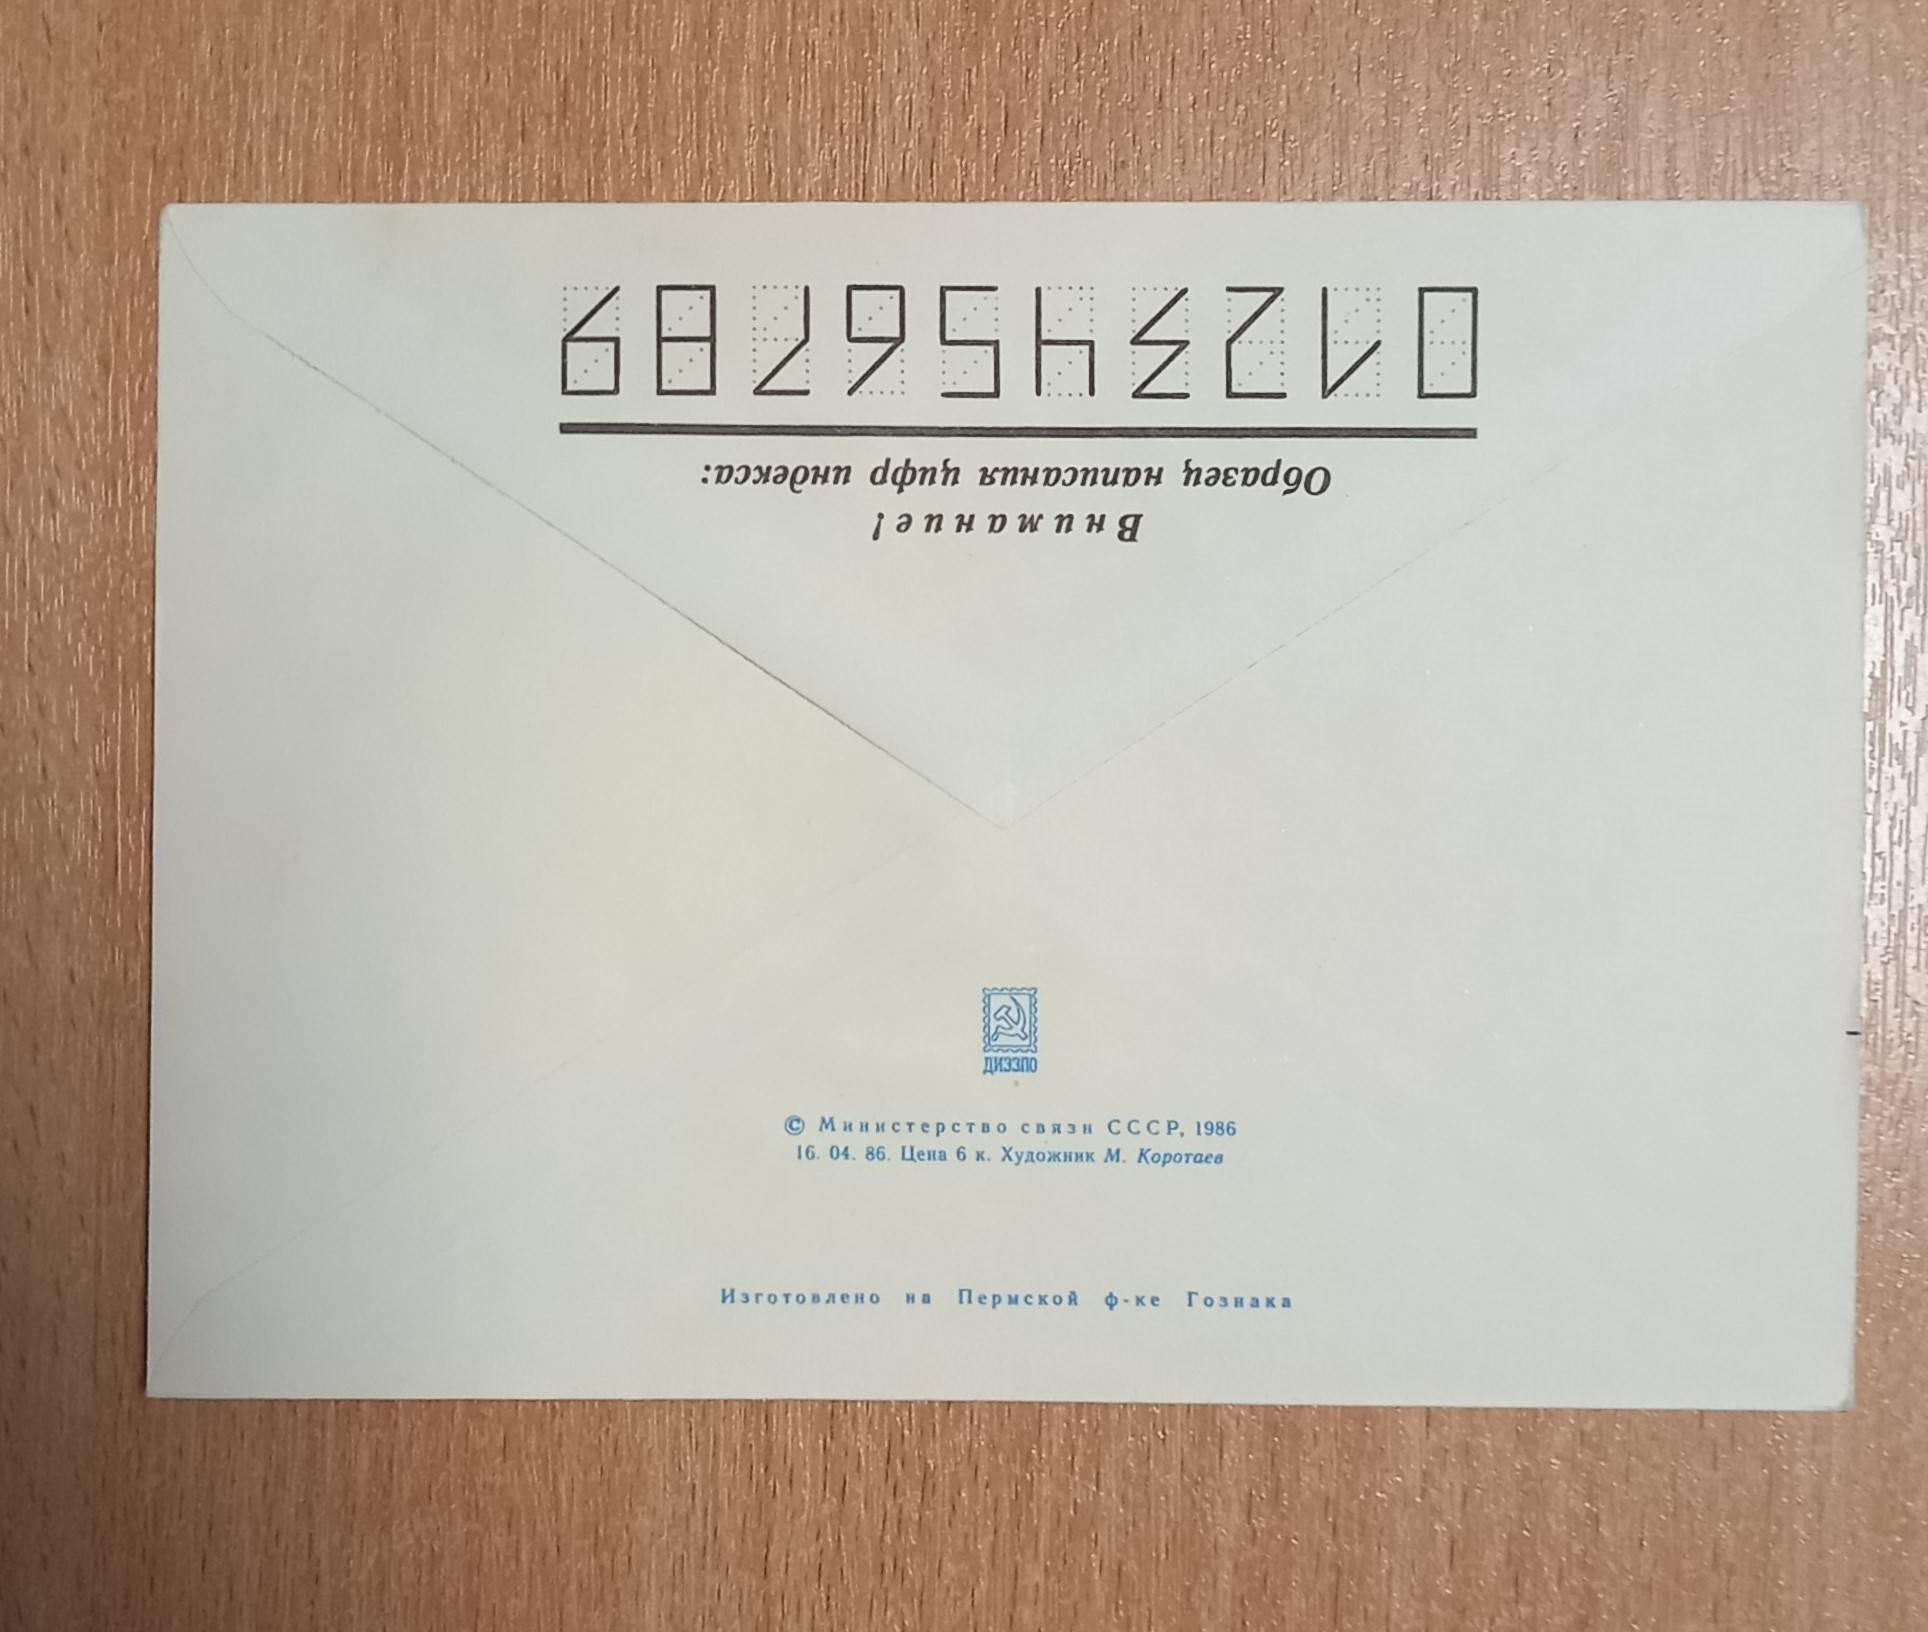 Внимание!
Образец написания цифр индекса:
0123456789
ДИЭЗПО
© Министерство связи СССР, 1986
16. 04. 86. Цена 6 к. Художник М. Коротаев
Изготовлено на Пермской ф-ке Гознака